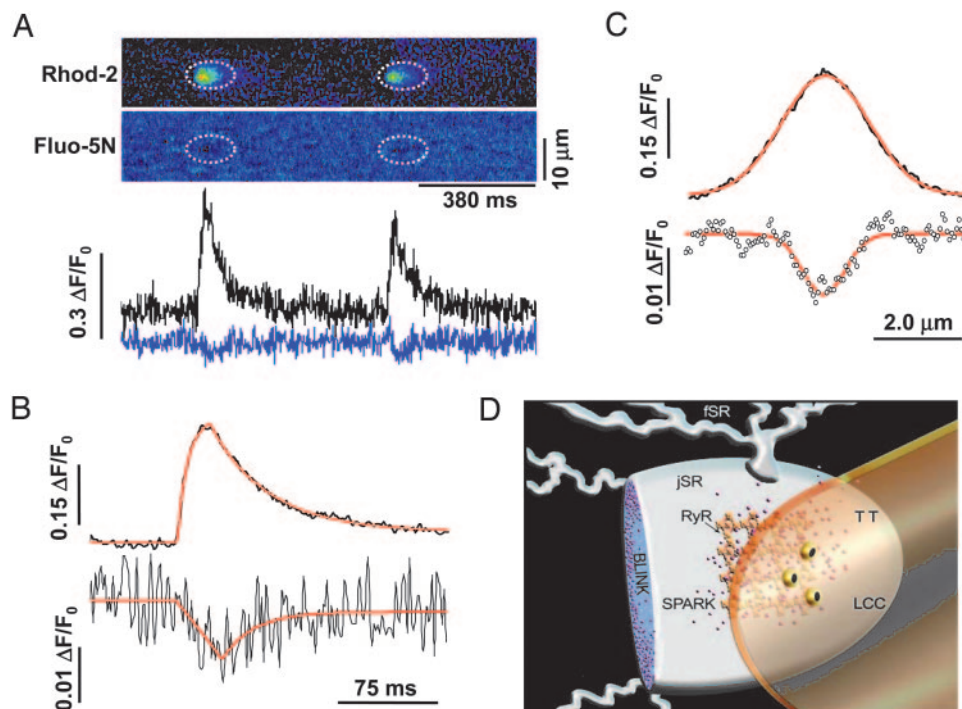 A
Rhod-2
Fluo-5N
10 μm
380 ms
0.3 ΔF/F0
B
0.15 ΔF/F0
0.01 ΔF/F0
75 ms
C
0.15 ΔF/F0
0.01 ΔF/F0
2.0 μm
D
fSR
jSR
RyR
TT
BLINK
SPARK
LCC